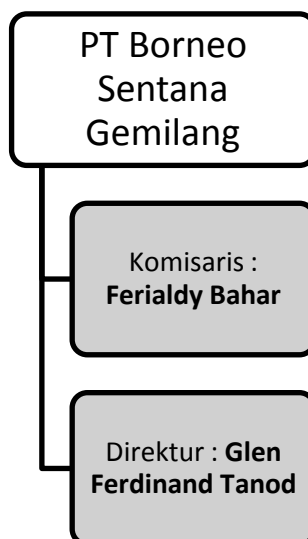 PT Borneo
Sentana
Gemilang
Komisaris :
Ferialdy Bahar
Direktur : Glen
Ferdinand Tanod